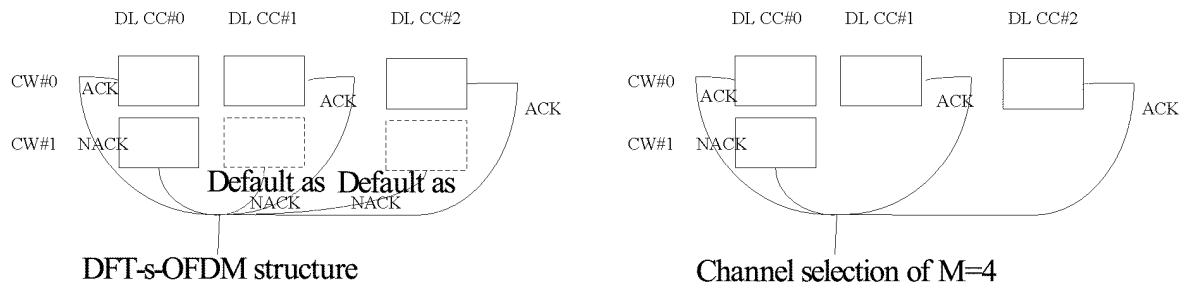 DL CC#0 DL CC#1 DL CC#2 DL CC#0 DL CC#1 DL CC#2
CW#0 ACK ACK ACK CW#0 ACK ACK ACK
CW#1 NACK CW#1 NACK
Default as Default as
NACK NACK
DFT-s-OFDM structure Channel selection of M=4